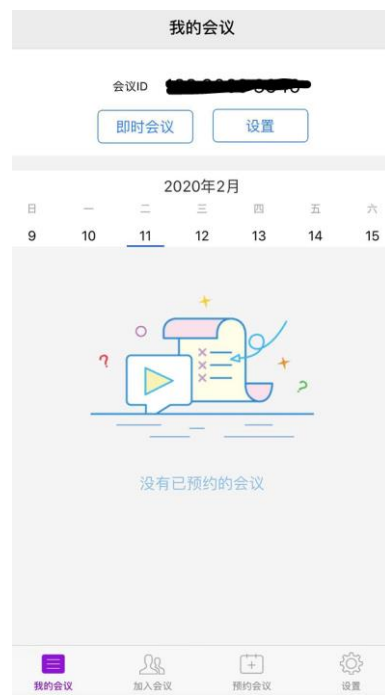 我的会议
会议ID
即时会议 设置
2020年2月
日 一 二 三 四 五 六
9 10 11 12 13 14 15
没有已预约的会议
我的会议 加入会议 预约会议 设置